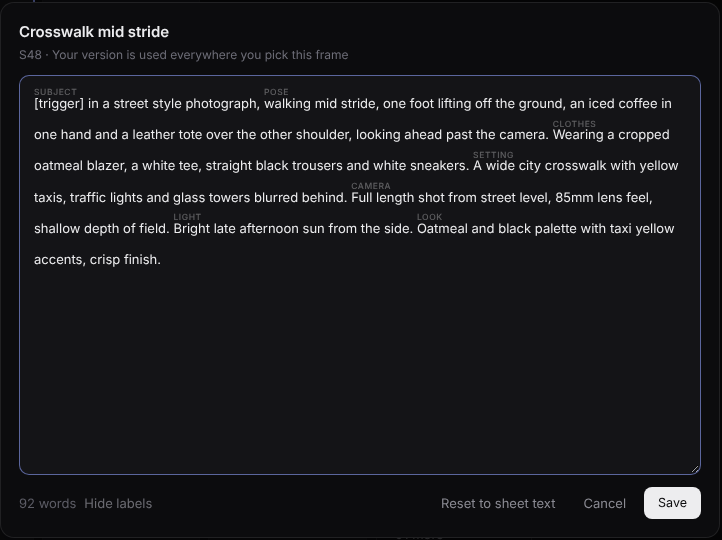 Crosswalk mid stride
S48 · Your version is used everywhere you pick this frame
SUBJECT POSE
[trigger] in a street style photograph, walking mid stride, one foot lifting off the ground, an iced coffee in
CLOTHES
one hand and a leather tote over the other shoulder, looking ahead past the camera. Wearing a cropped
SETTING
oatmeal blazer, a white tee, straight black trousers and white sneakers. A wide city crosswalk with yellow
CAMERA
taxis, traffic lights and glass towers blurred behind. Full length shot from street level, 85mm lens feel,
LIGHT LOOK
shallow depth of field. Bright late afternoon sun from the side. Oatmeal and black palette with taxi yellow
accents, crisp finish.
92 words Hide labels Reset to sheet text Cancel Save